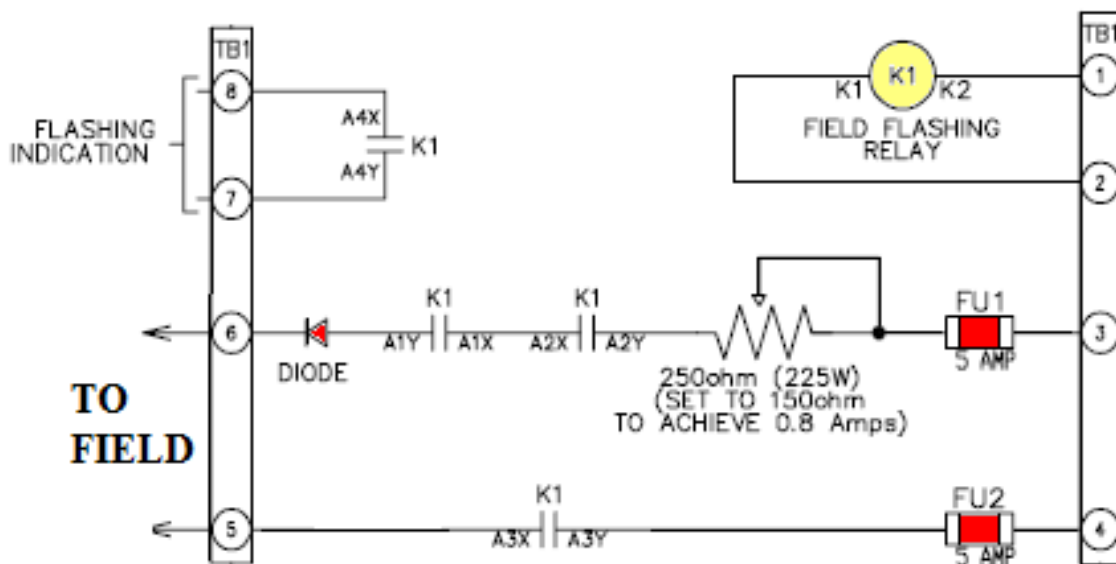 TB1
8
FLASHING
INDICATION
A4X
K1
A4Y
7
TB1
K1
K1
K2
1
FIELD FLASHING
RELAY
2
6
DIODE
K1
A1Y
A1X
K1
A2X
A2Y
250ohm (225W)
(SET TO 150ohm
TO ACHIEVE 0.8 Amps)
FU1
5 AMP
3
TO
FIELD
5
K1
A3X
A3Y
FU2
5 AMP
4